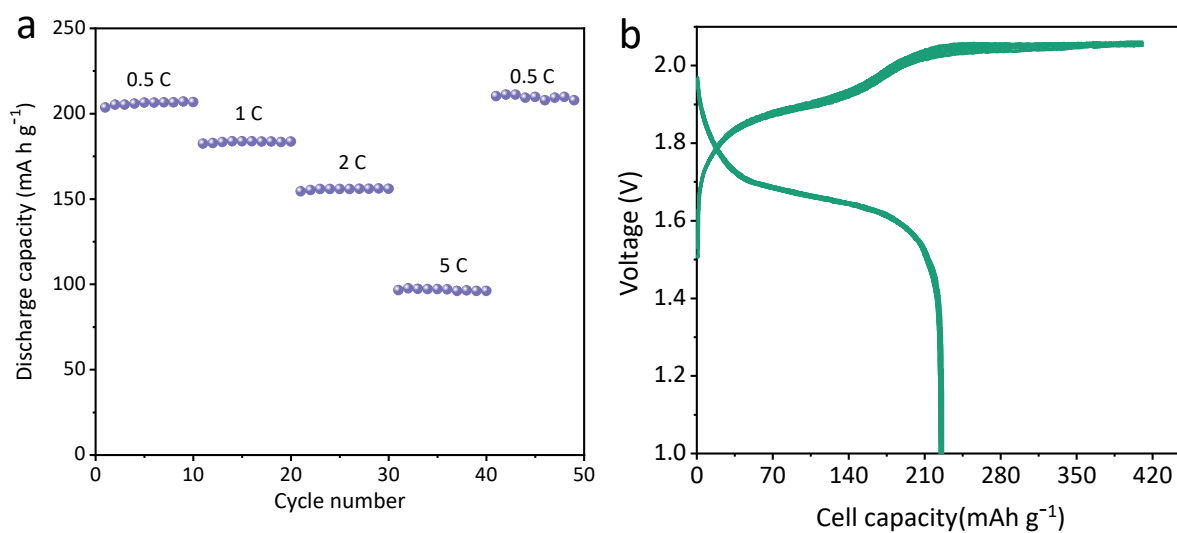 a
0.5 C
1 C
2 C
5 C
0.5 C
250
200
150
100
50
0
0
10
20
30
40
50
Discharge capacity (mA h g⁻¹)
Cycle number
b
2.0
1.8
1.6
1.4
1.2
1.0
0
70
140
210
280
350
420
Voltage (V)
Cell capacity(mAh g⁻¹)